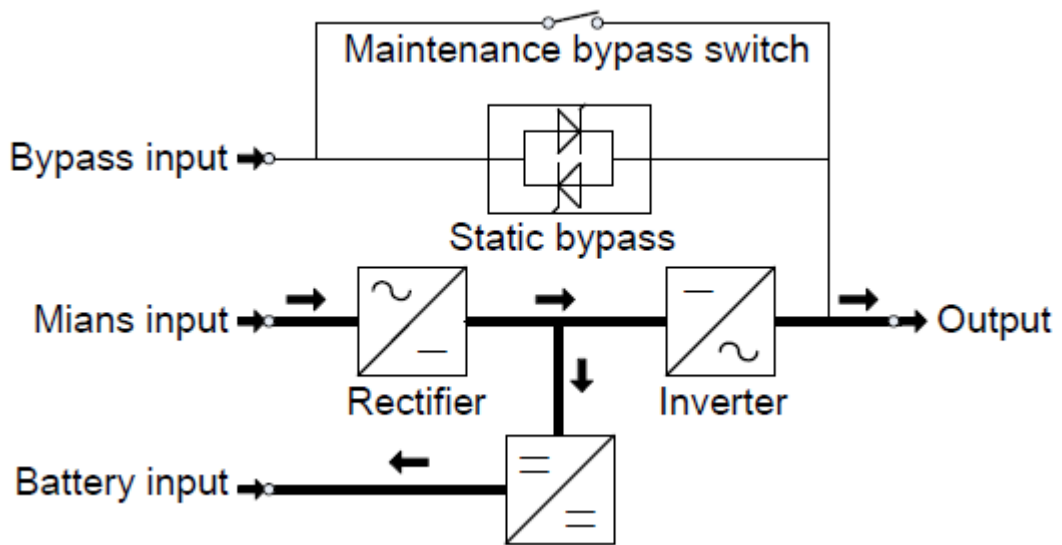 Maintenance bypass switch
Bypass input
Static bypass
Mians input
Output
Rectifier
Inverter
Battery input